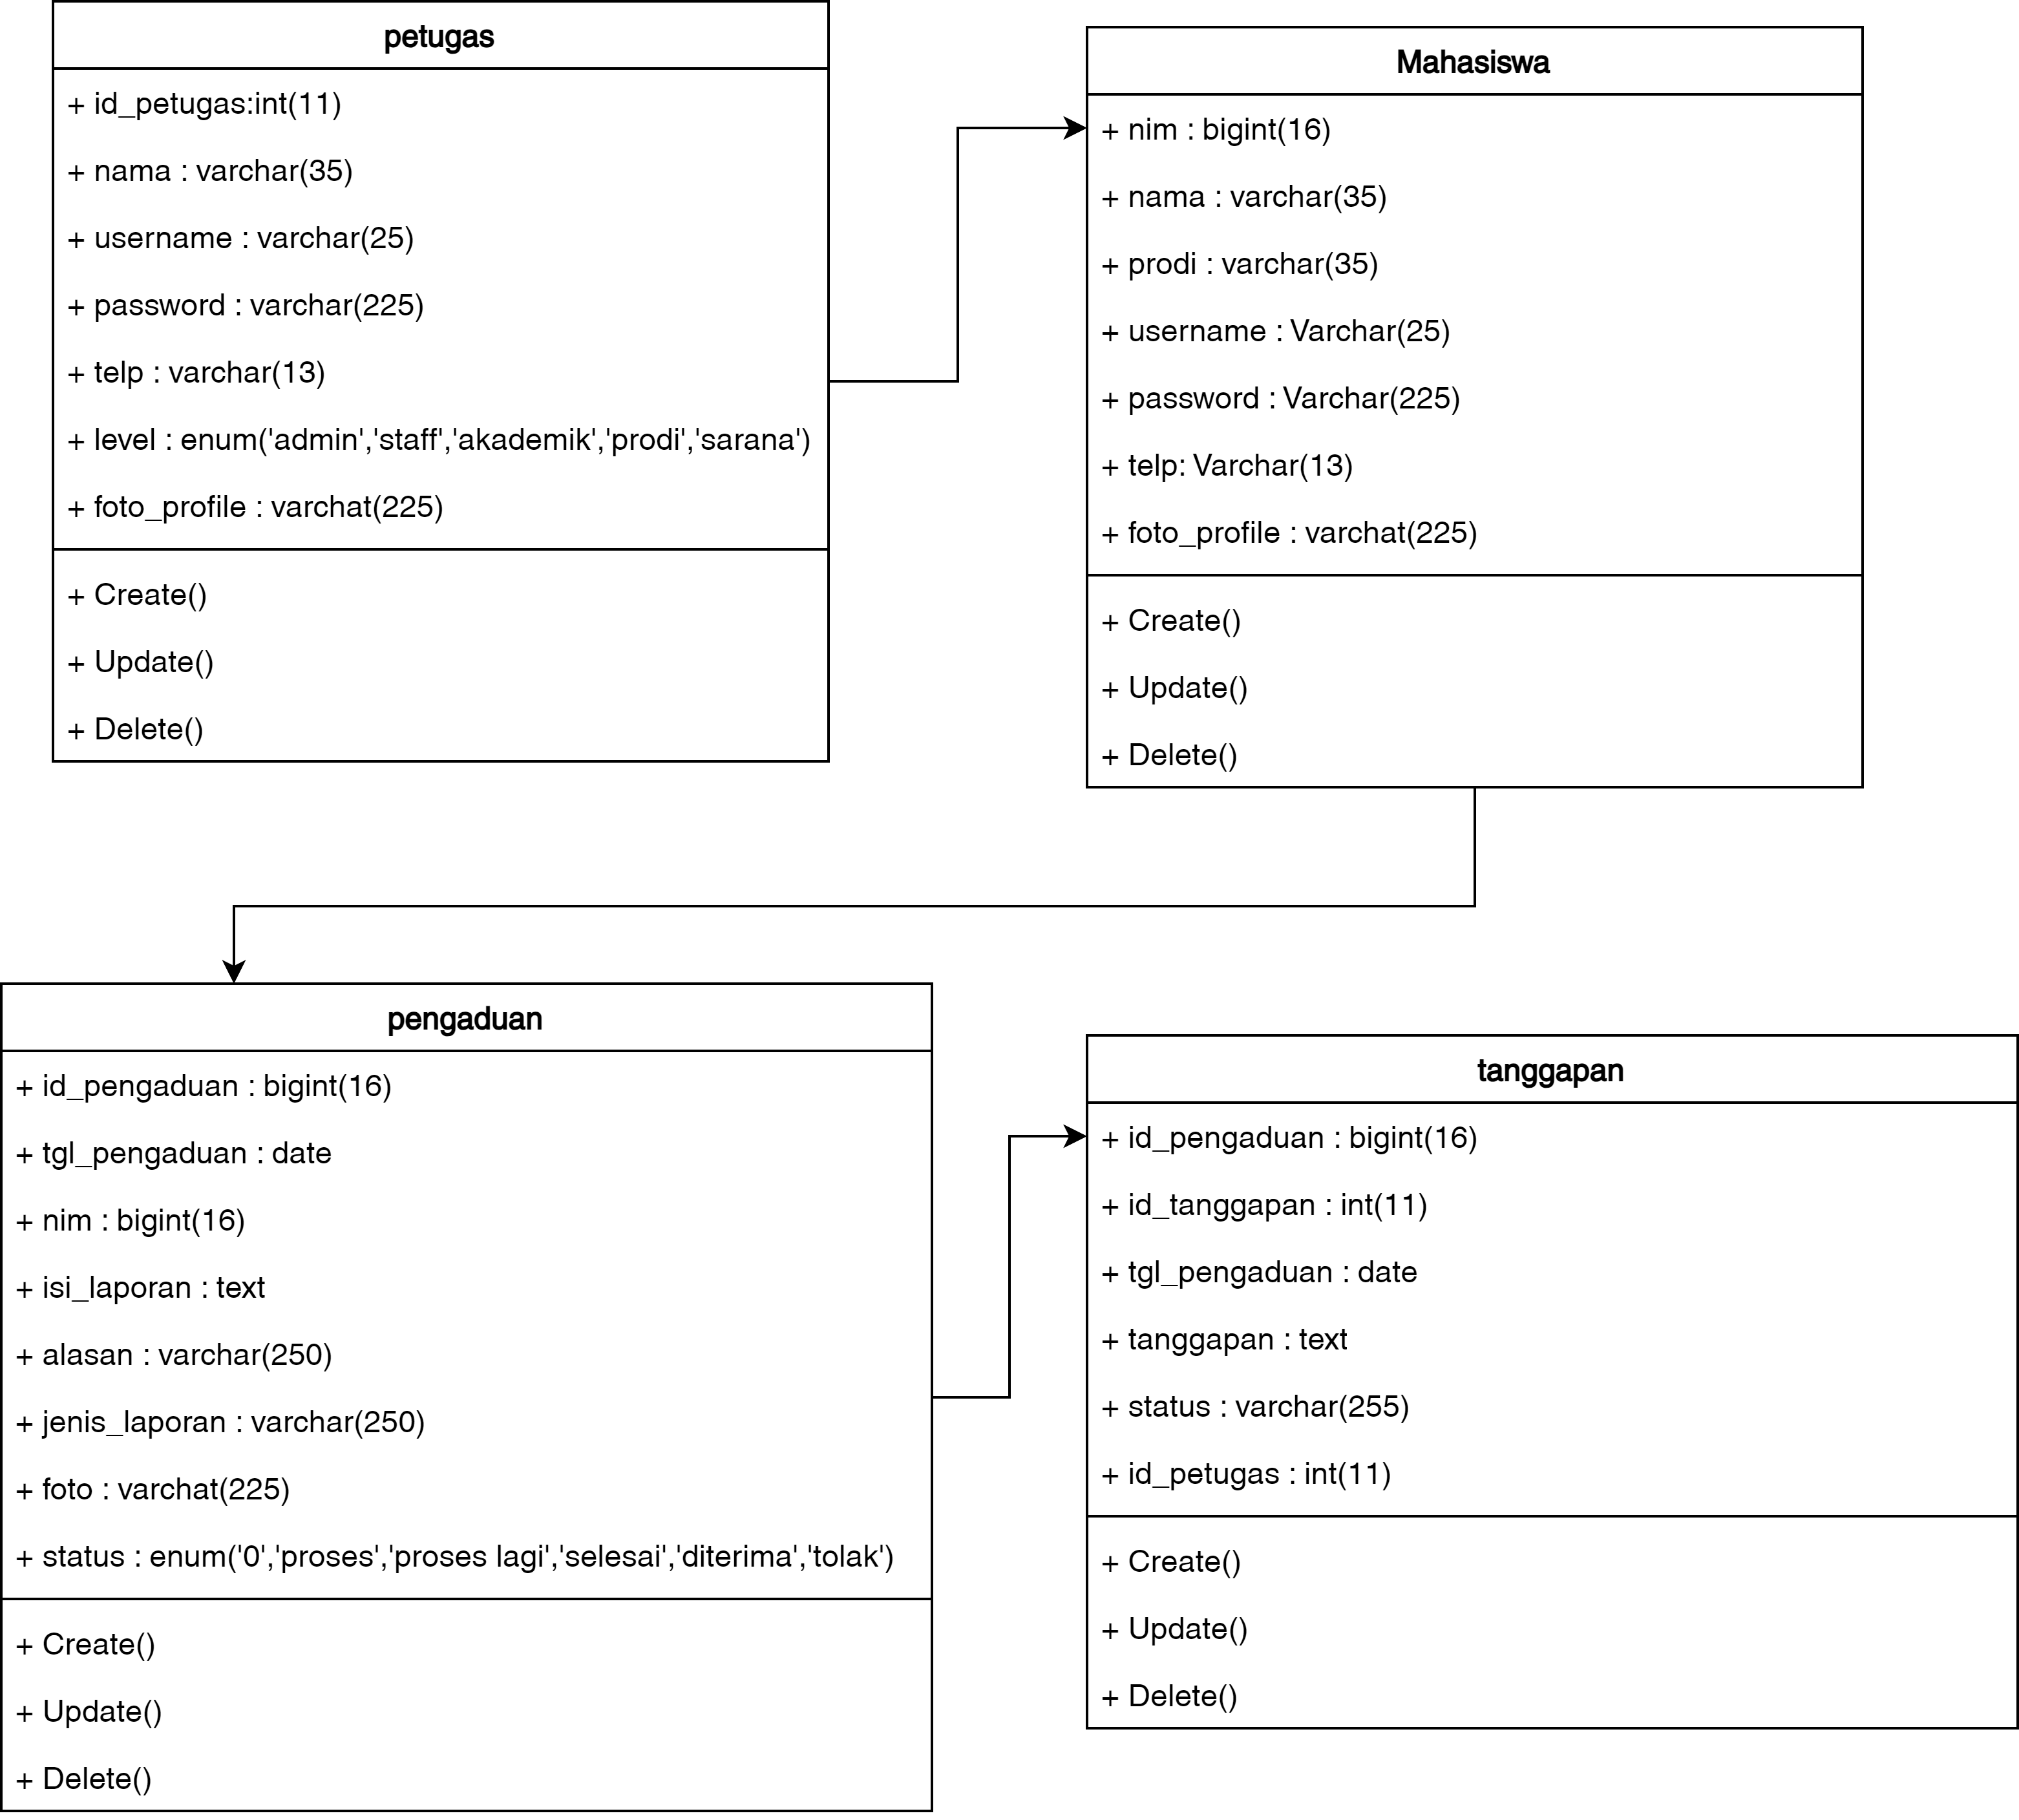 petugas
+ id_petugas:int(11)
+ nama : varchar(35)
+ username : varchar(25)
+ password : varchar(225)
+ telp : varchar(13)
+ level : enum('admin','staff','akademik','prodi','sarana')
+ foto_profile : varchat(225)
+ Create()
+ Update()
+ Delete()
Mahasiswa
+ nim : bigint(16)
+ nama : varchar(35)
+ prodi : varchar(35)
+ username : Varchar(25)
+ password : Varchar(225)
+ telp: Varchar(13)
+ foto_profile : varchat(225)
+ Create()
+ Update()
+ Delete()
pengaduan
+ id_pengaduan : bigint(16)
+ tgl_pengaduan : date
+ nim : bigint(16)
+ isi_laporan : text
+ alasan : varchar(250)
+ jenis_laporan : varchar(250)
+ foto : varchat(225)
+ status : enum('0','proses','proses lagi','selesai','diterima','tolak')
+ Create()
+ Update()
+ Delete()
tanggapan
+ id_pengaduan : bigint(16)
+ id_tanggapan : int(11)
+ tgl_pengaduan : date
+ tanggapan : text
+ status : varchar(255)
+ id_petugas : int(11)
+ Create()
+ Update()
+ Delete()